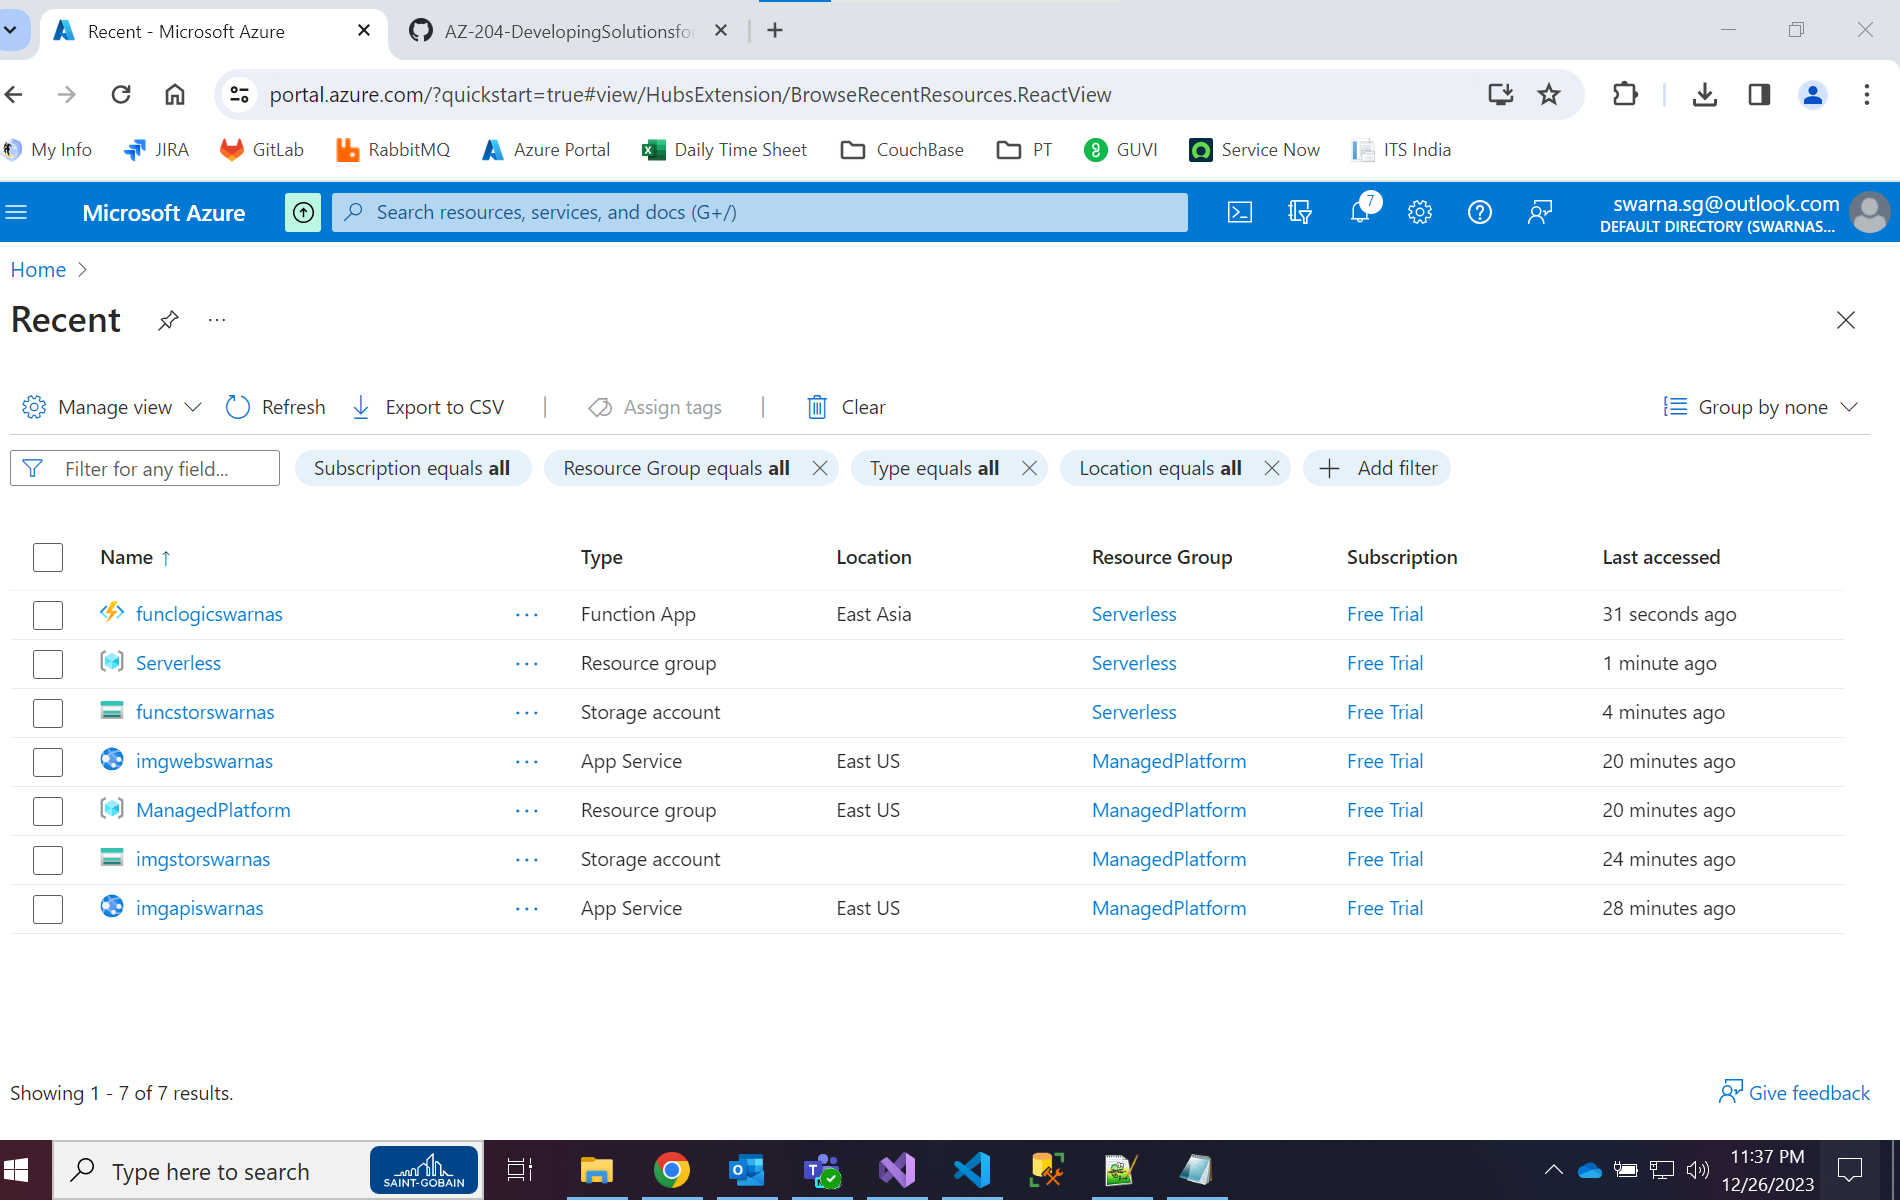 Recent - Microsoft Azure
AZ-204-DevelopingSolutionsfor
portal.azure.com/?quickstart=true#view/HubsExtension/BrowseRecentResources.ReactView
My Info JIRA GitLab RabbitMQ Azure Portal Daily Time Sheet CouchBase PT GUVI Service Now ITS India
Microsoft Azure Search resources, services, and docs (G+/) 7 swarna.sg@outlook.com
DEFAULT DIRECTORY (SWARNAS...
Home
Recent ...
Manage view Refresh Export to CSV Assign tags Clear Group by none
Filter for any field... Subscription equals all Resource Group equals all Type equals all Location equals all Add filter
Name ↑ Type Location Resource Group Subscription Last accessed
funclogicswarnas ... Function App East Asia Serverless Free Trial 31 seconds ago
Serverless ... Resource group Serverless Free Trial 1 minute ago
funcstorswarnas ... Storage account Serverless Free Trial 4 minutes ago
imgwebswarnas ... App Service East US ManagedPlatform Free Trial 20 minutes ago
ManagedPlatform ... Resource group East US ManagedPlatform Free Trial 20 minutes ago
imgstorswarnas ... Storage account ManagedPlatform Free Trial 24 minutes ago
imgapiswarnas ... App Service East US ManagedPlatform Free Trial 28 minutes ago
Showing 1 - 7 of 7 results. Give feedback
Type here to search SAINT-GOBAIN 11:37 PM
12/26/2023